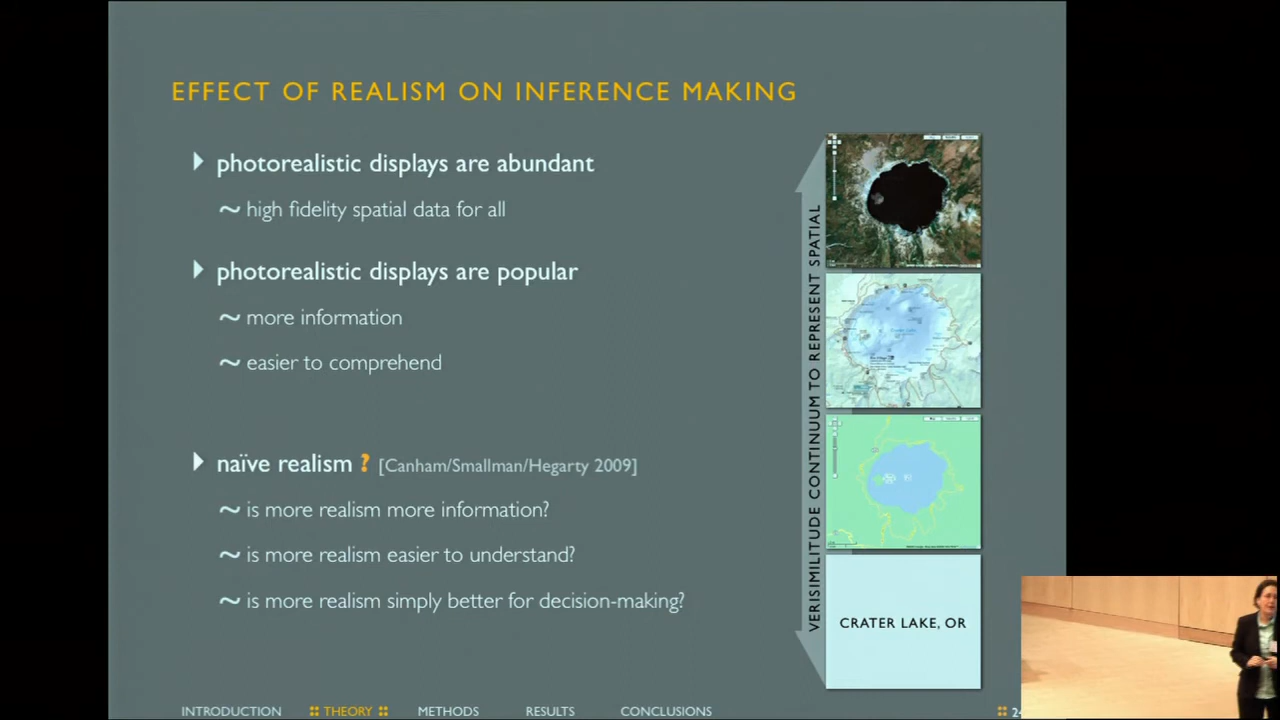 EFFECT OF REALISM ON INFERENCE MAKING
photorealistic displays are abundant
~ high fidelity spatial data for all
photorealistic displays are popular
~ more information
~ easier to comprehend
naïve realism ? [Canham/Smallman/Hegarty 2009]
~ is more realism more information?
~ is more realism easier to understand?
~ is more realism simply better for decision-making?
VERISIMILITUDE CONTINUUM TO REPRESENT SPATIAL
CRATER LAKE, OR
INTRODUCTION :: THEORY :: METHODS RESULTS CONCLUSIONS